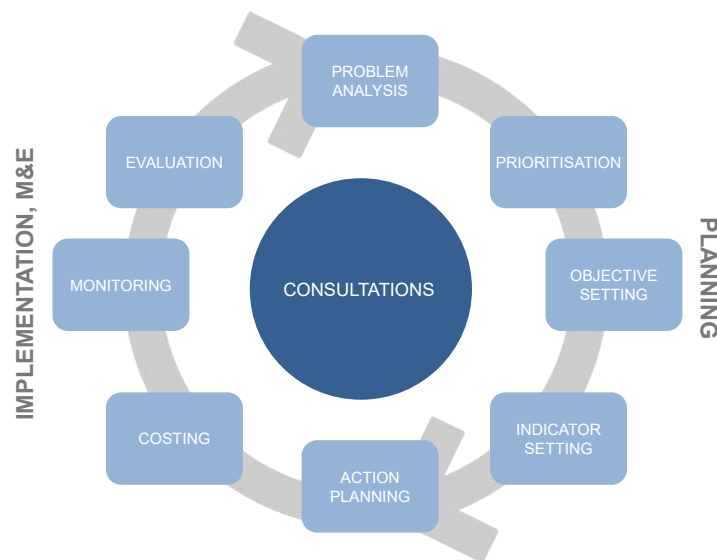 PROBLEM
ANALYSIS
PRIORITISATION
OBJECTIVE
SETTING
INDICATOR
SETTING
ACTION
PLANNING
COSTING
MONITORING
EVALUATION
CONSULTATIONS
PLANNING
IMPLEMENTATION, M&E